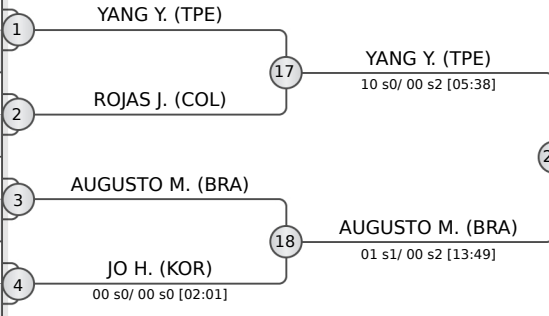 YANG Y. (TPE)
1
17
YANG Y. (TPE)
10 s0/ 00 s2 [05:38]
2
ROJAS J. (COL)
2
3
AUGUSTO M. (BRA)
18
AUGUSTO M. (BRA)
01 s1/ 00 s2 [13:49]
4
JO H. (KOR)
00 s0/ 00 s0 [02:01]